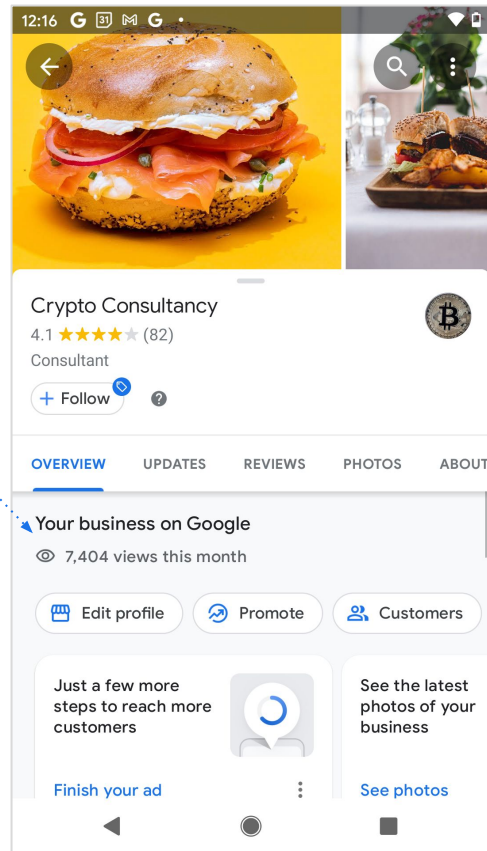 12:16 G 31 M G •
Crypto Consultancy
4.1 ★★★★★ (82)
Consultant
+ Follow
OVERVIEW UPDATES REVIEWS PHOTOS ABOUT
Your business on Google
7,404 views this month
Edit profile Promote Customers
Just a few more
steps to reach more
customers
Finish your ad
See the latest
photos of your
business
See photos